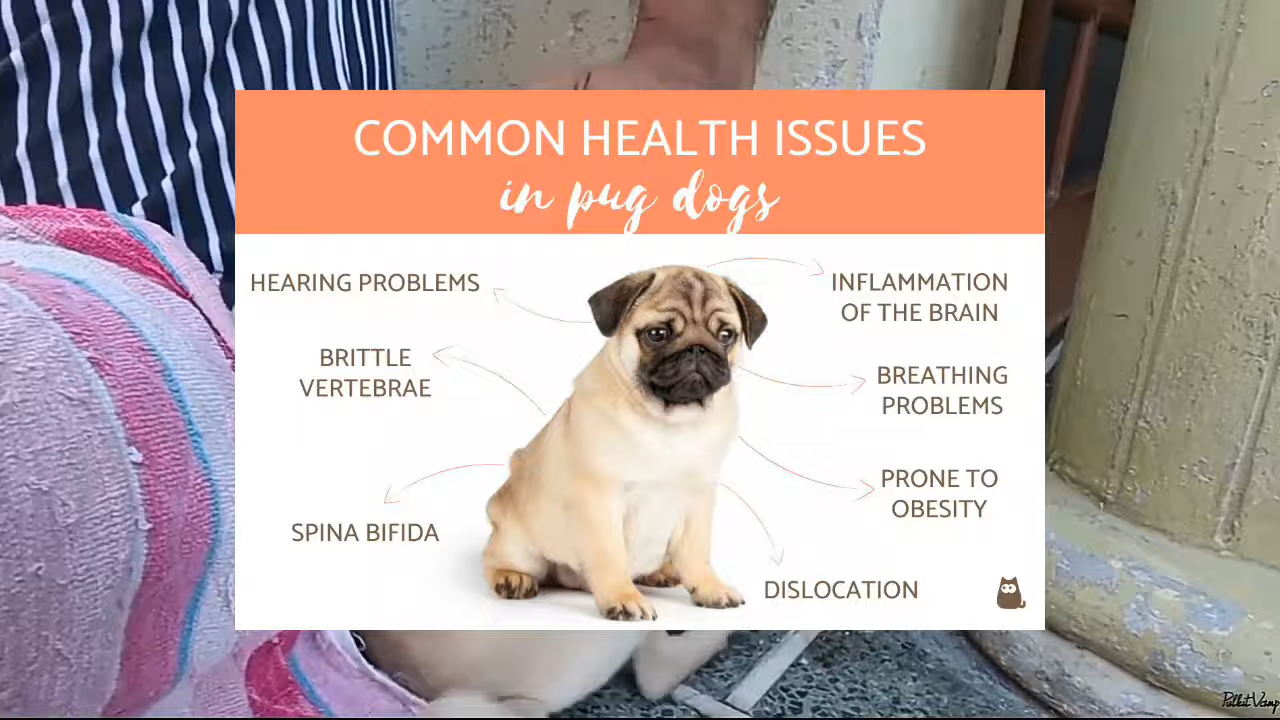 COMMON HEALTH ISSUES
in pug dogs
HEARING PROBLEMS
INFLAMMATION
OF THE BRAIN
BRITTLE
VERTEBRAE
BREATHING
PROBLEMS
PRONE TO
OBESITY
SPINA BIFIDA
DISLOCATION